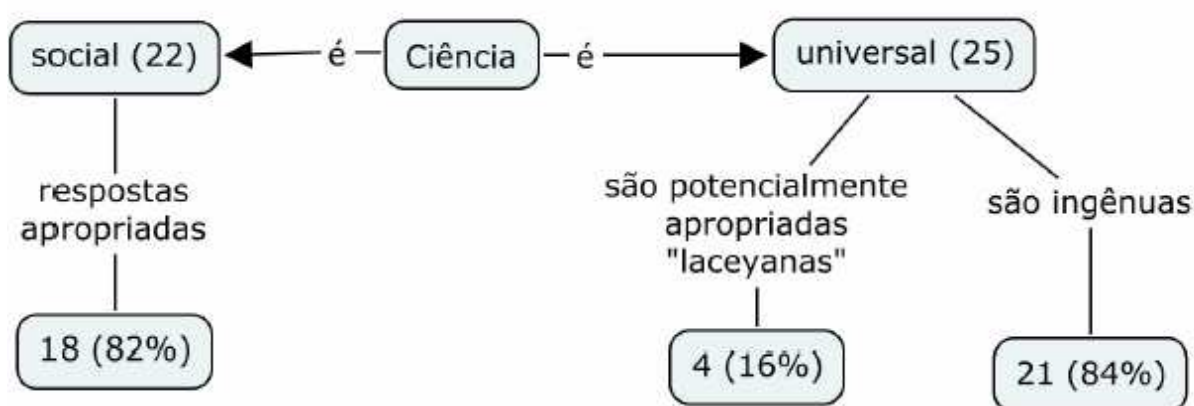 social (22)
é
Ciência
é
universal (25)
respostas
apropriadas
são potencialmente
apropriadas
"laceyanas"
são ingênuas
18 (82%)
4 (16%)
21 (84%)